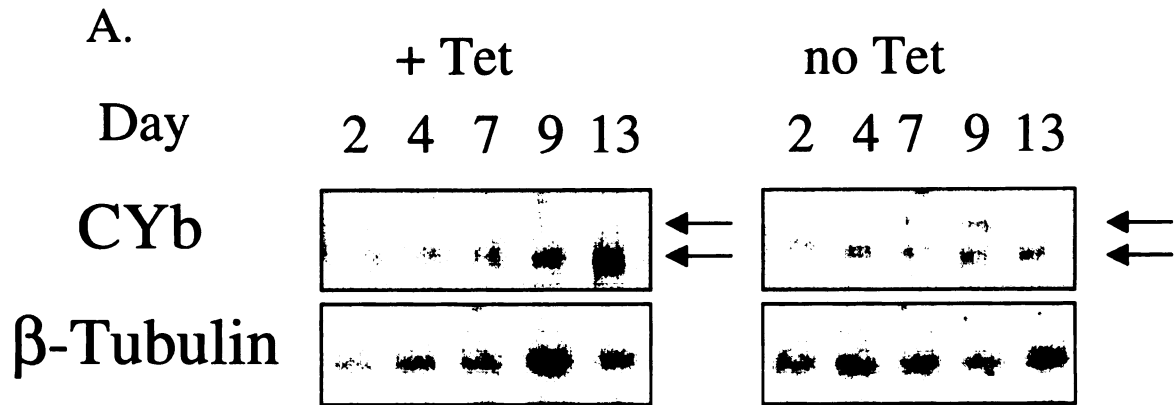 A.
+ Tet no Tet
Day 2 4 7 9 13 2 4 7 9 13
CYb
β-Tubulin